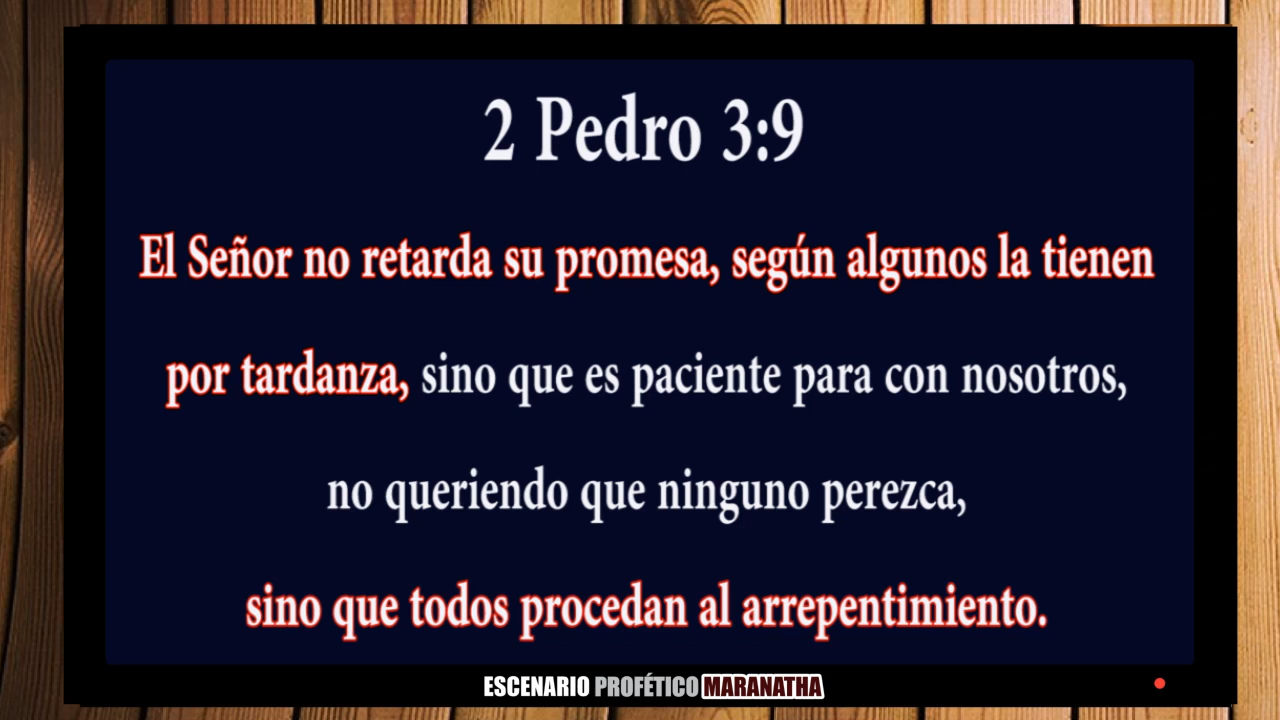 2 Pedro 3:9
El Señor no retarda su promesa, según algunos la tienen
por tardanza, sino que es paciente para con nosotros,
no queriendo que ninguno perezca,
sino que todos procedan al arrepentimiento.
ESCENARIO PROFÉTICO MARANATHA